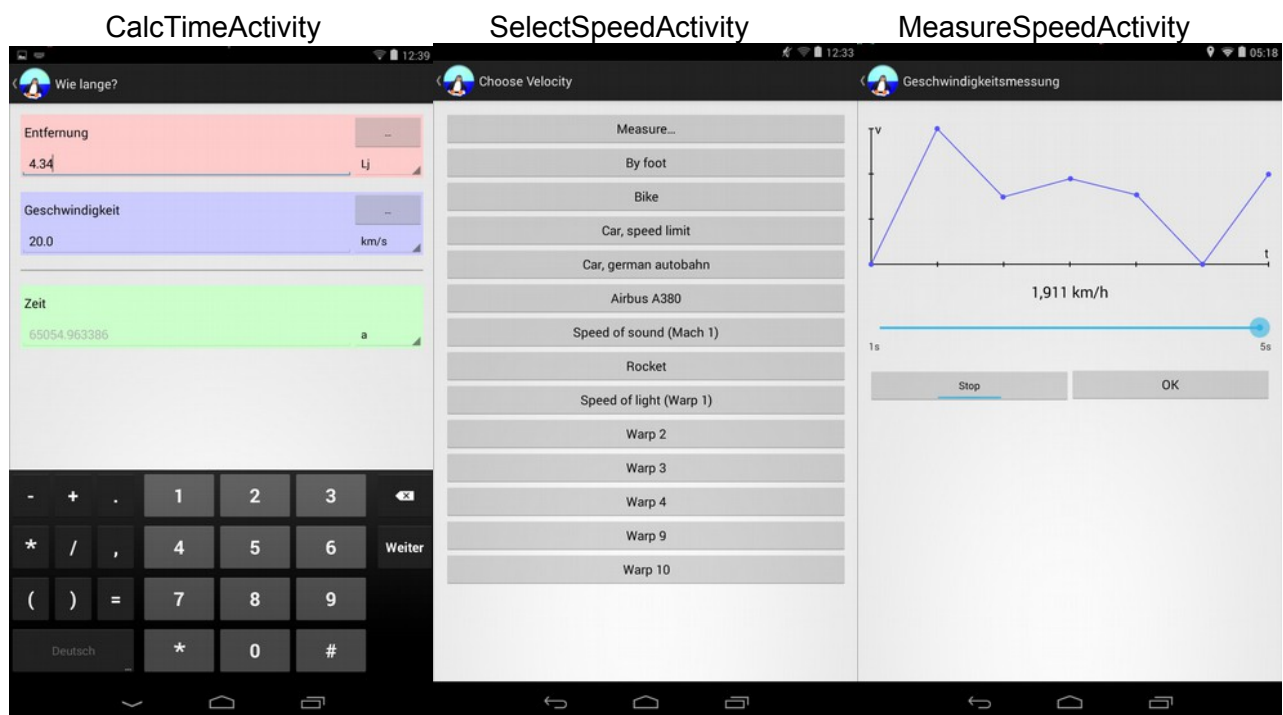 CalcTimeActivity
SelectSpeedActivity
MeasureSpeedActivity
12:39
Wie lange?
Entfernung
...
4.34
Lj
Geschwindigkeit
...
20.0
km/s
Zeit
65054.963386
a
- + . 1 2 3
* / , 4 5 6 Weiter
( ) = 7 8 9
Deutsch ... * 0 #
12:33
Choose Velocity
Measure...
By foot
Bike
Car, speed limit
Car, german autobahn
Airbus A380
Speed of sound (Mach 1)
Rocket
Speed of light (Warp 1)
Warp 2
Warp 3
Warp 4
Warp 9
Warp 10
05:18
Geschwindigkeitsmessung
v
t
1,911 km/h
1s
5s
Stop
OK